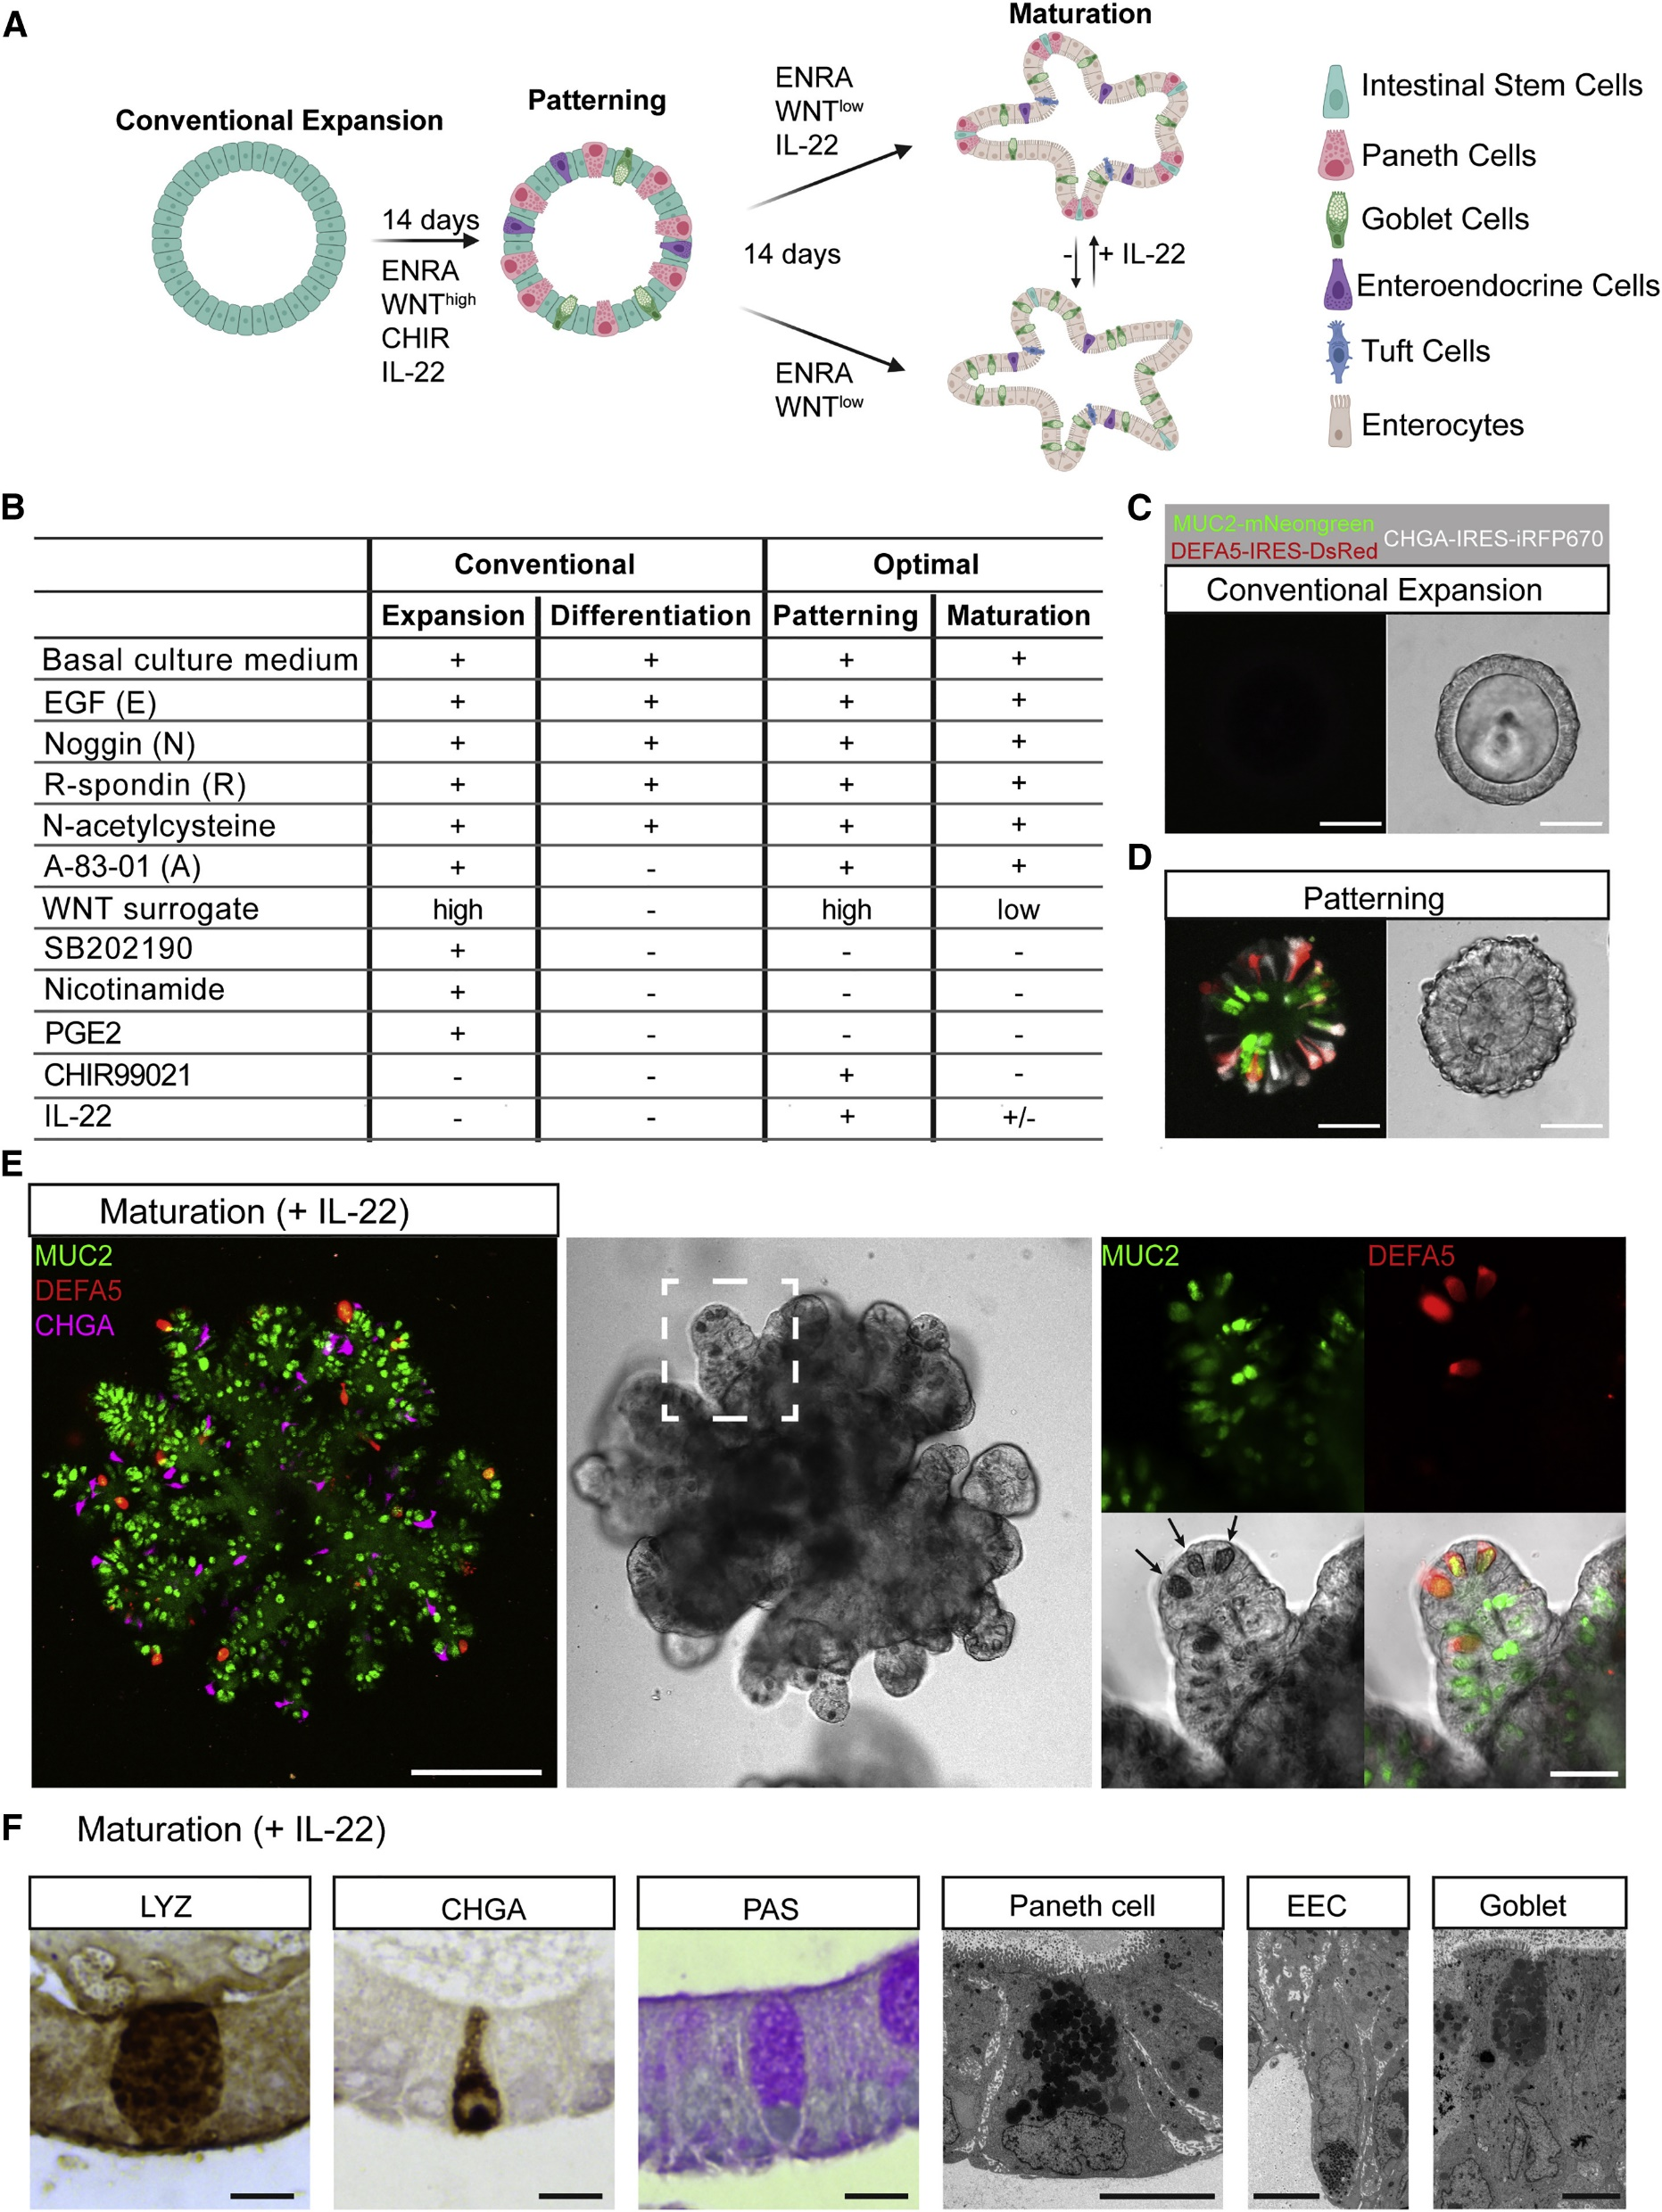 A
Conventional Expansion
14 days
ENRA
WNThigh
CHIR
IL-22
Patterning
ENRA
WNTlow
IL-22
14 days
ENRA
WNTlow
Maturation
- + IL-22
Intestinal Stem Cells
Paneth Cells
Goblet Cells
Enteroendocrine Cells
Tuft Cells
Enterocytes
B
Conventional Optimal
Expansion Differentiation Patterning Maturation
Basal culture medium + + + +
EGF (E) + + + +
Noggin (N) + + + +
R-spondin (R) + + + +
N-acetylcysteine + + + +
A-83-01 (A) + - + +
WNT surrogate high - high low
SB202190 + - - -
Nicotinamide + - - -
PGE2 + - - -
CHIR99021 - - + -
IL-22 - - + +/-
C
MUC2-mNeongreen
DEFA5-IRES-DsRed
CHGA-IRES-iRFP670
Conventional Expansion
D
Patterning
E
Maturation (+ IL-22)
MUC2
DEFA5
CHGA
MUC2
DEFA5
F
Maturation (+ IL-22)
LYZ
CHGA
PAS
Paneth cell
EEC
Goblet